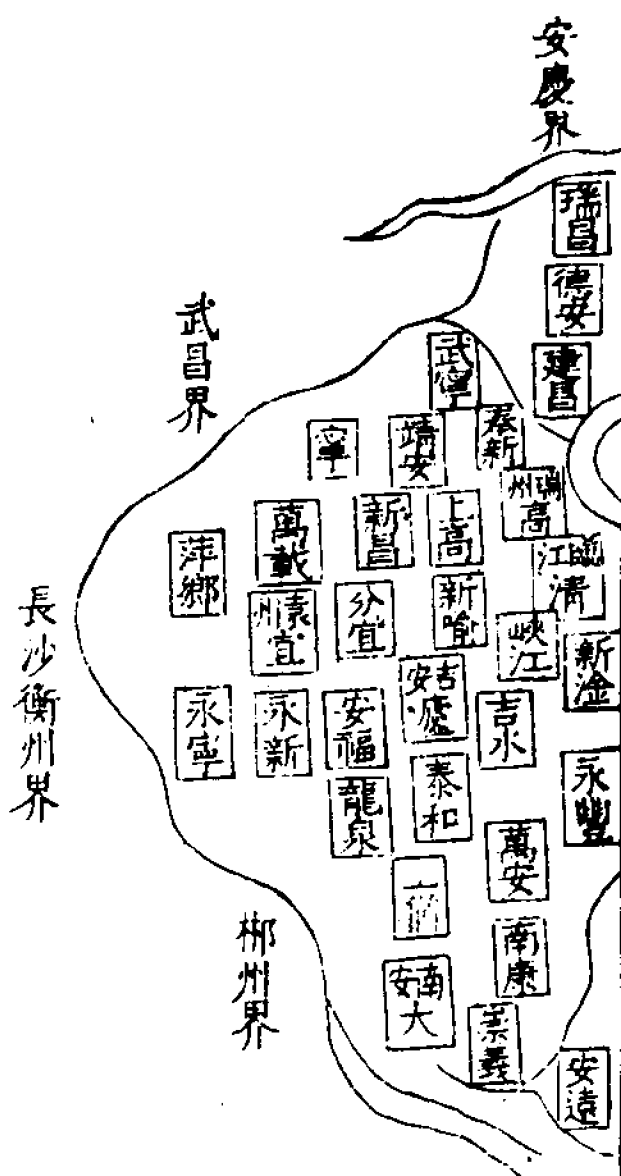 安慶界
瑞昌
德安
建昌
武昌界
武寧
奉新
靖安
寧
瑞州高
上高
新昌
萬載
萍鄉
臨江清
新喻
分宜
袁州宜
長沙衡州界
峽江
新淦
吉安廬
吉水
安福
永新
永寧
永豐
泰和
龍泉
萬安
南康
郴州界
南安大
崇義
安遠